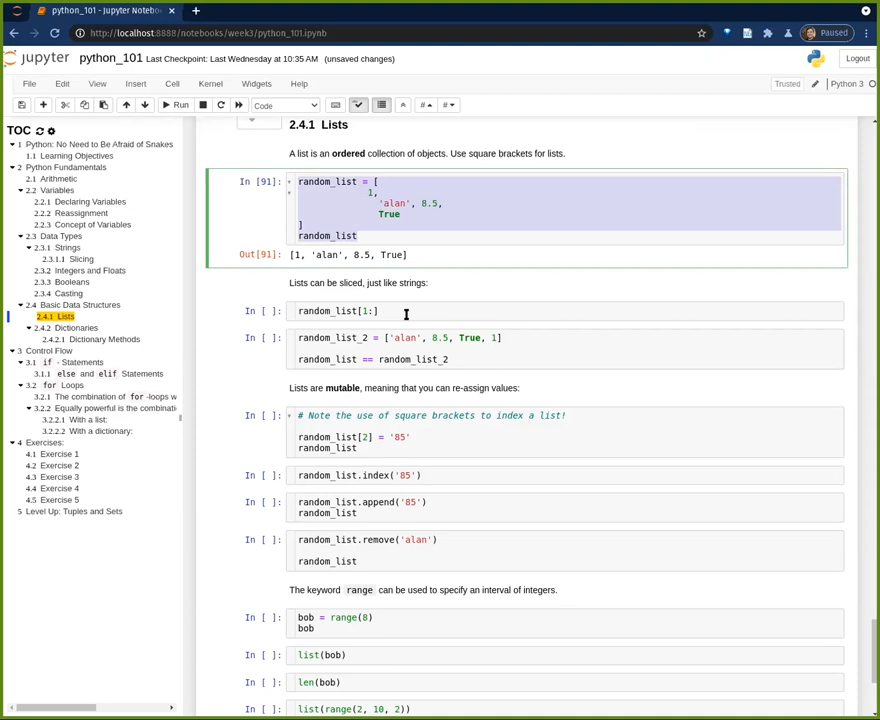 python_101 - Jupyter Notebo
http://localhost:8888/notebooks/week3/python_101.ipynb
Paused
jupyter python_101 Last Checkpoint: Last Wednesday at 10:35 AM (unsaved changes)
Logout
File Edit View Insert Cell Kernel Widgets Help
Trusted Python 3
Run Code
TOC
1 Python: No Need to Be Afraid of Snakes
1.1 Learning Objectives
2 Python Fundamentals
2.1 Arithmetic
2.2 Variables
2.2.1 Declaring Variables
2.2.2 Reassignment
2.2.3 Concept of Variables
2.3 Data Types
2.3.1 Strings
2.3.1.1 Slicing
2.3.2 Integers and Floats
2.3.3 Booleans
2.3.4 Casting
2.4 Basic Data Structures
2.4.1 Lists
2.4.2 Dictionaries
2.4.2.1 Dictionary Methods
3 Control Flow
3.1 if - Statements
3.1.1 else and elif Statements
3.2 for Loops
3.2.1 The combination of for -loops w
3.2.2 Equally powerful is the combinati
3.2.2.1 With a list:
3.2.2.2 With a dictionary:
4 Exercises:
4.1 Exercise 1
4.2 Exercise 2
4.3 Exercise 3
4.4 Exercise 4
4.5 Exercise 5
5 Level Up: Tuples and Sets
2.4.1 Lists
A list is an ordered collection of objects. Use square brackets for lists.
In [91]: random_list = [
1,
'alan', 8.5,
True
]
random_list
Out[91]: [1, 'alan', 8.5, True]
Lists can be sliced, just like strings:
In [ ]: random_list[1:]
In [ ]: random_list_2 = ['alan', 8.5, True, 1]
random_list == random_list_2
Lists are mutable, meaning that you can re-assign values:
In [ ]: # Note the use of square brackets to index a list!
random_list[2] = '85'
random_list
In [ ]: random_list.index('85')
In [ ]: random_list.append('85')
random_list
In [ ]: random_list.remove('alan')
random_list
The keyword range can be used to specify an interval of integers.
In [ ]: bob = range(8)
bob
In [ ]: list(bob)
In [ ]: len(bob)
In [ ]: list(range(2, 10, 2))